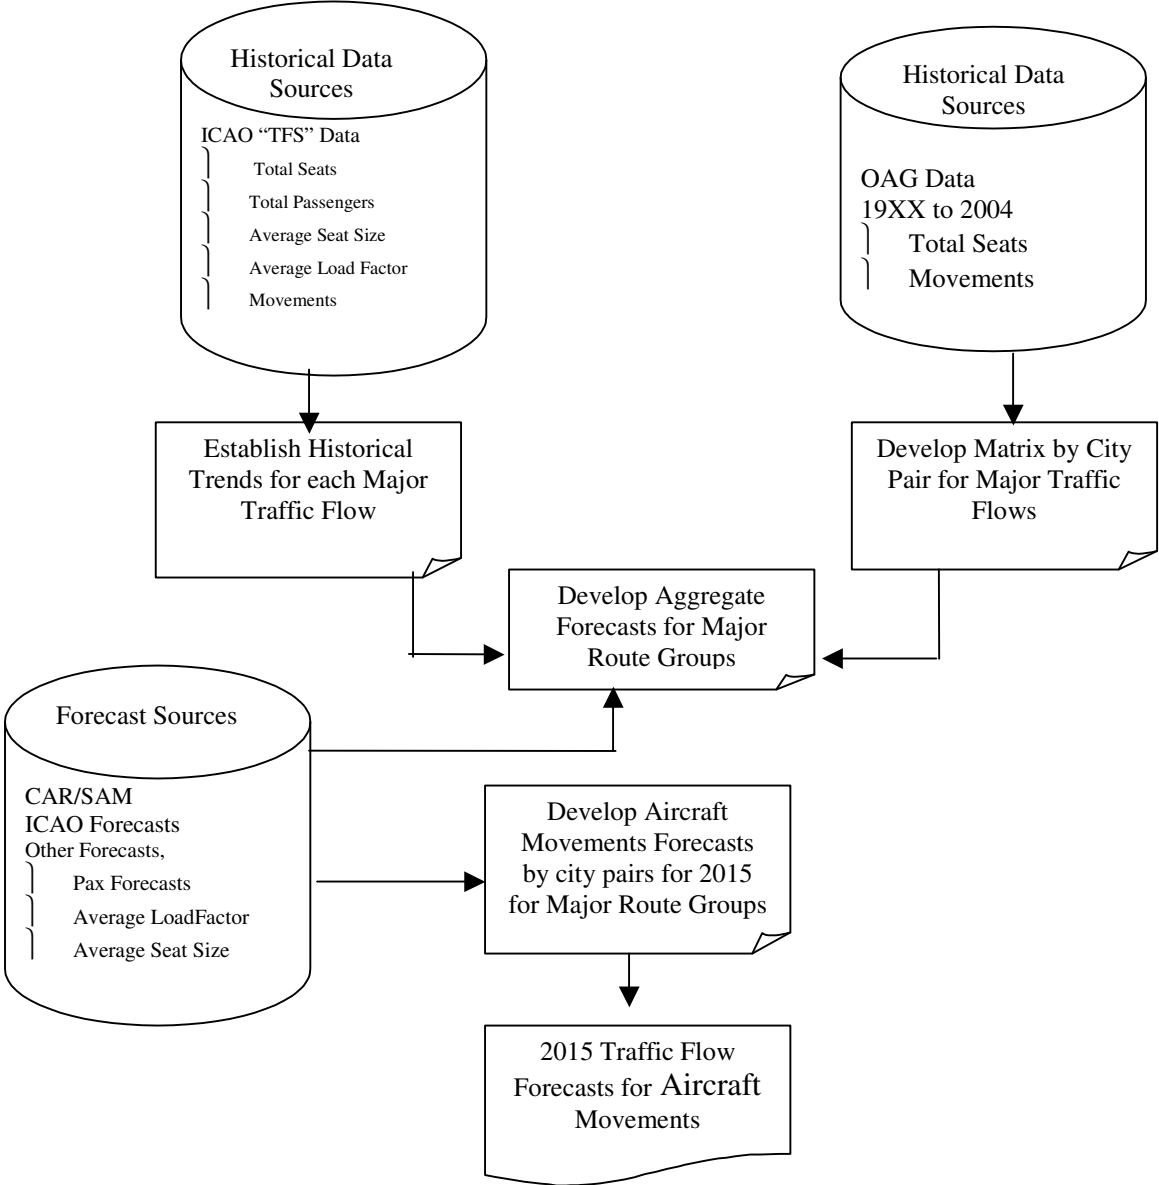 Historical Data
Sources
ICAO “TFS” Data
Total Seats
Total Passengers
Average Seat Size
Average Load Factor
Movements
Historical Data
Sources
OAG Data
19XX to 2004
Total Seats
Movements
Establish Historical
Trends for each Major
Traffic Flow
Develop Matrix by City
Pair for Major Traffic
Flows
Develop Aggregate
Forecasts for Major
Route Groups
Forecast Sources
CAR/SAM
ICAO Forecasts
Other Forecasts,
Pax Forecasts
Average LoadFactor
Average Seat Size
Develop Aircraft
Movements Forecasts
by city pairs for 2015
for Major Route Groups
2015 Traffic Flow
Forecasts for Aircraft
Movements